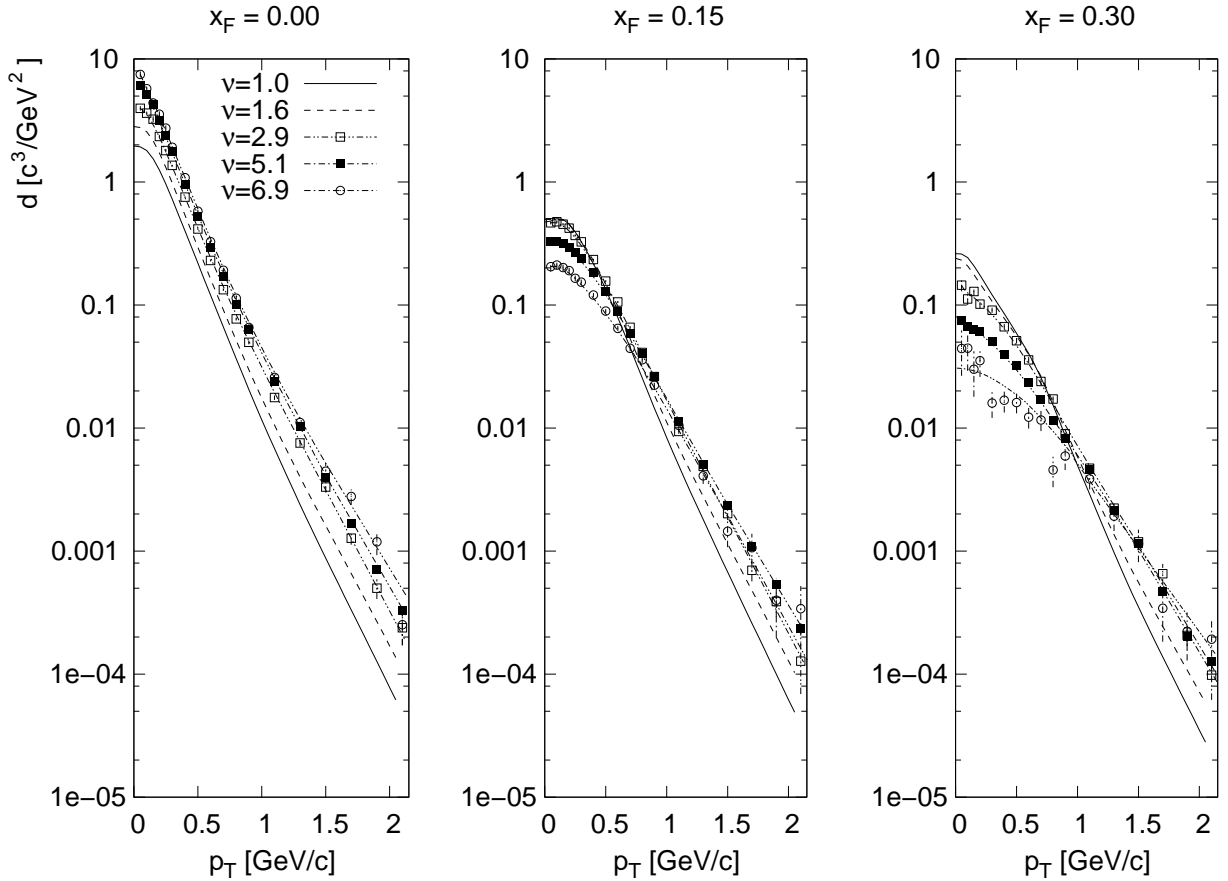 x_F = 0.00
x_F = 0.15
x_F = 0.30
d [c^3/GeV^2]
10
1
0.1
0.01
0.001
1e−04
1e−05
ν=1.0
ν=1.6
ν=2.9
ν=5.1
ν=6.9
0 0.5 1 1.5 2
p_T [GeV/c]
10
1
0.1
0.01
0.001
1e−04
1e−05
0 0.5 1 1.5 2
p_T [GeV/c]
10
1
0.1
0.01
0.001
1e−04
1e−05
0 0.5 1 1.5 2
p_T [GeV/c]